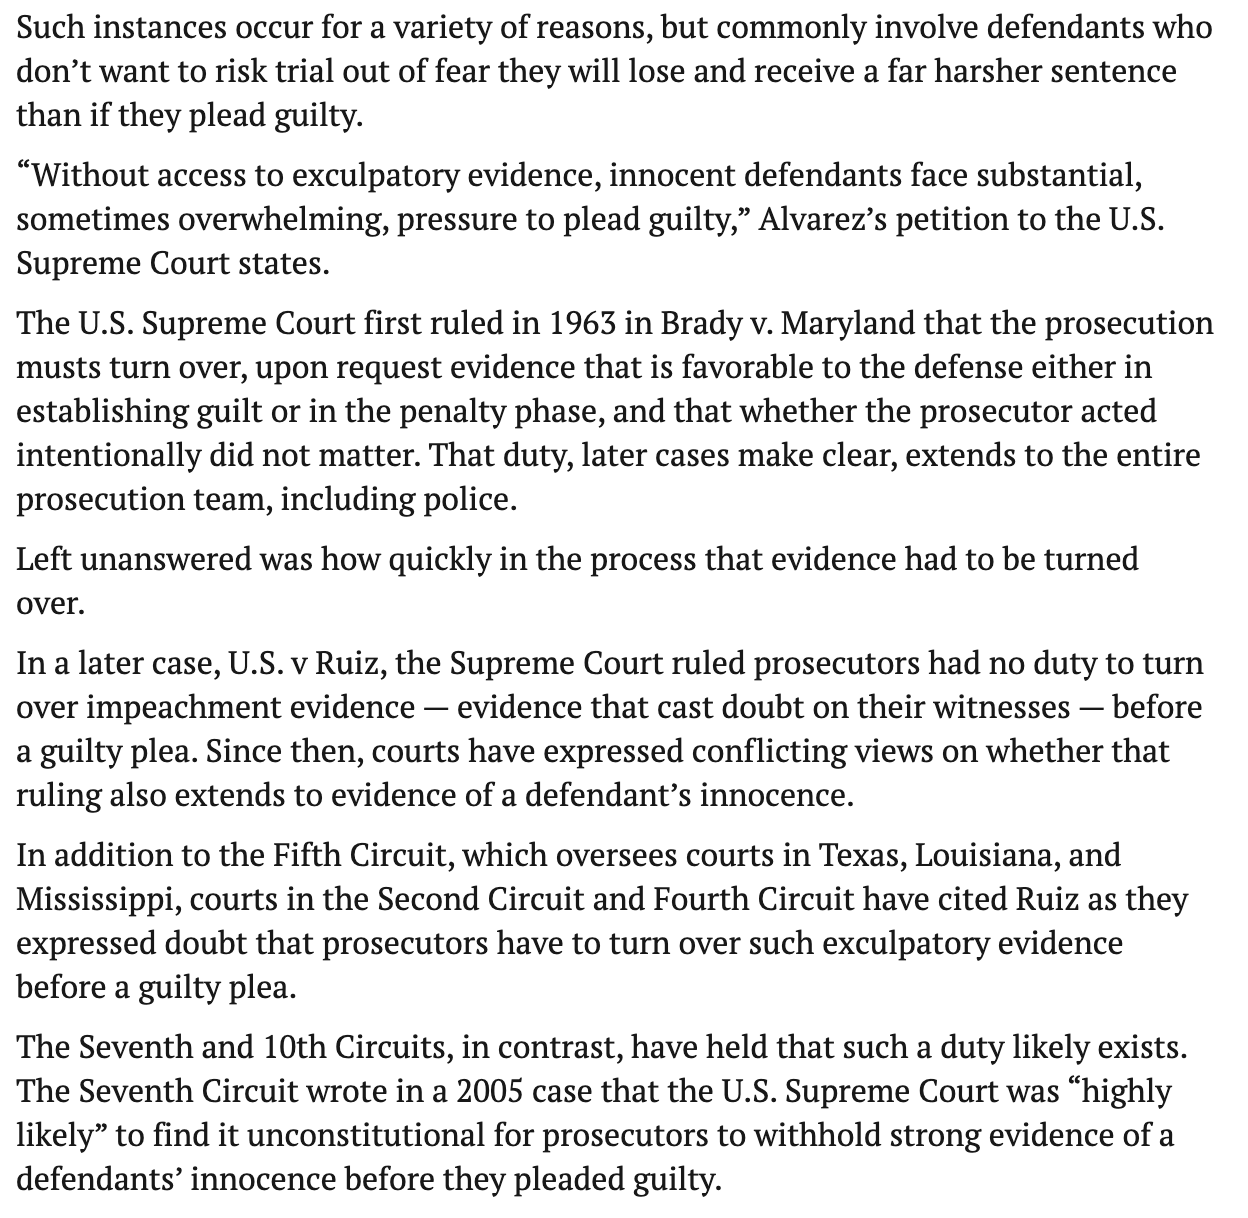 Such instances occur for a variety of reasons, but commonly involve defendants who
don’t want to risk trial out of fear they will lose and receive a far harsher sentence
than if they plead guilty.
“Without access to exculpatory evidence, innocent defendants face substantial,
sometimes overwhelming, pressure to plead guilty,” Alvarez’s petition to the U.S.
Supreme Court states.
The U.S. Supreme Court first ruled in 1963 in Brady v. Maryland that the prosecution
musts turn over, upon request evidence that is favorable to the defense either in
establishing guilt or in the penalty phase, and that whether the prosecutor acted
intentionally did not matter. That duty, later cases make clear, extends to the entire
prosecution team, including police.
Left unanswered was how quickly in the process that evidence had to be turned
over.
In a later case, U.S. v Ruiz, the Supreme Court ruled prosecutors had no duty to turn
over impeachment evidence — evidence that cast doubt on their witnesses — before
a guilty plea. Since then, courts have expressed conflicting views on whether that
ruling also extends to evidence of a defendant’s innocence.
In addition to the Fifth Circuit, which oversees courts in Texas, Louisiana, and
Mississippi, courts in the Second Circuit and Fourth Circuit have cited Ruiz as they
expressed doubt that prosecutors have to turn over such exculpatory evidence
before a guilty plea.
The Seventh and 10th Circuits, in contrast, have held that such a duty likely exists.
The Seventh Circuit wrote in a 2005 case that the U.S. Supreme Court was “highly
likely” to find it unconstitutional for prosecutors to withhold strong evidence of a
defendants’ innocence before they pleaded guilty.